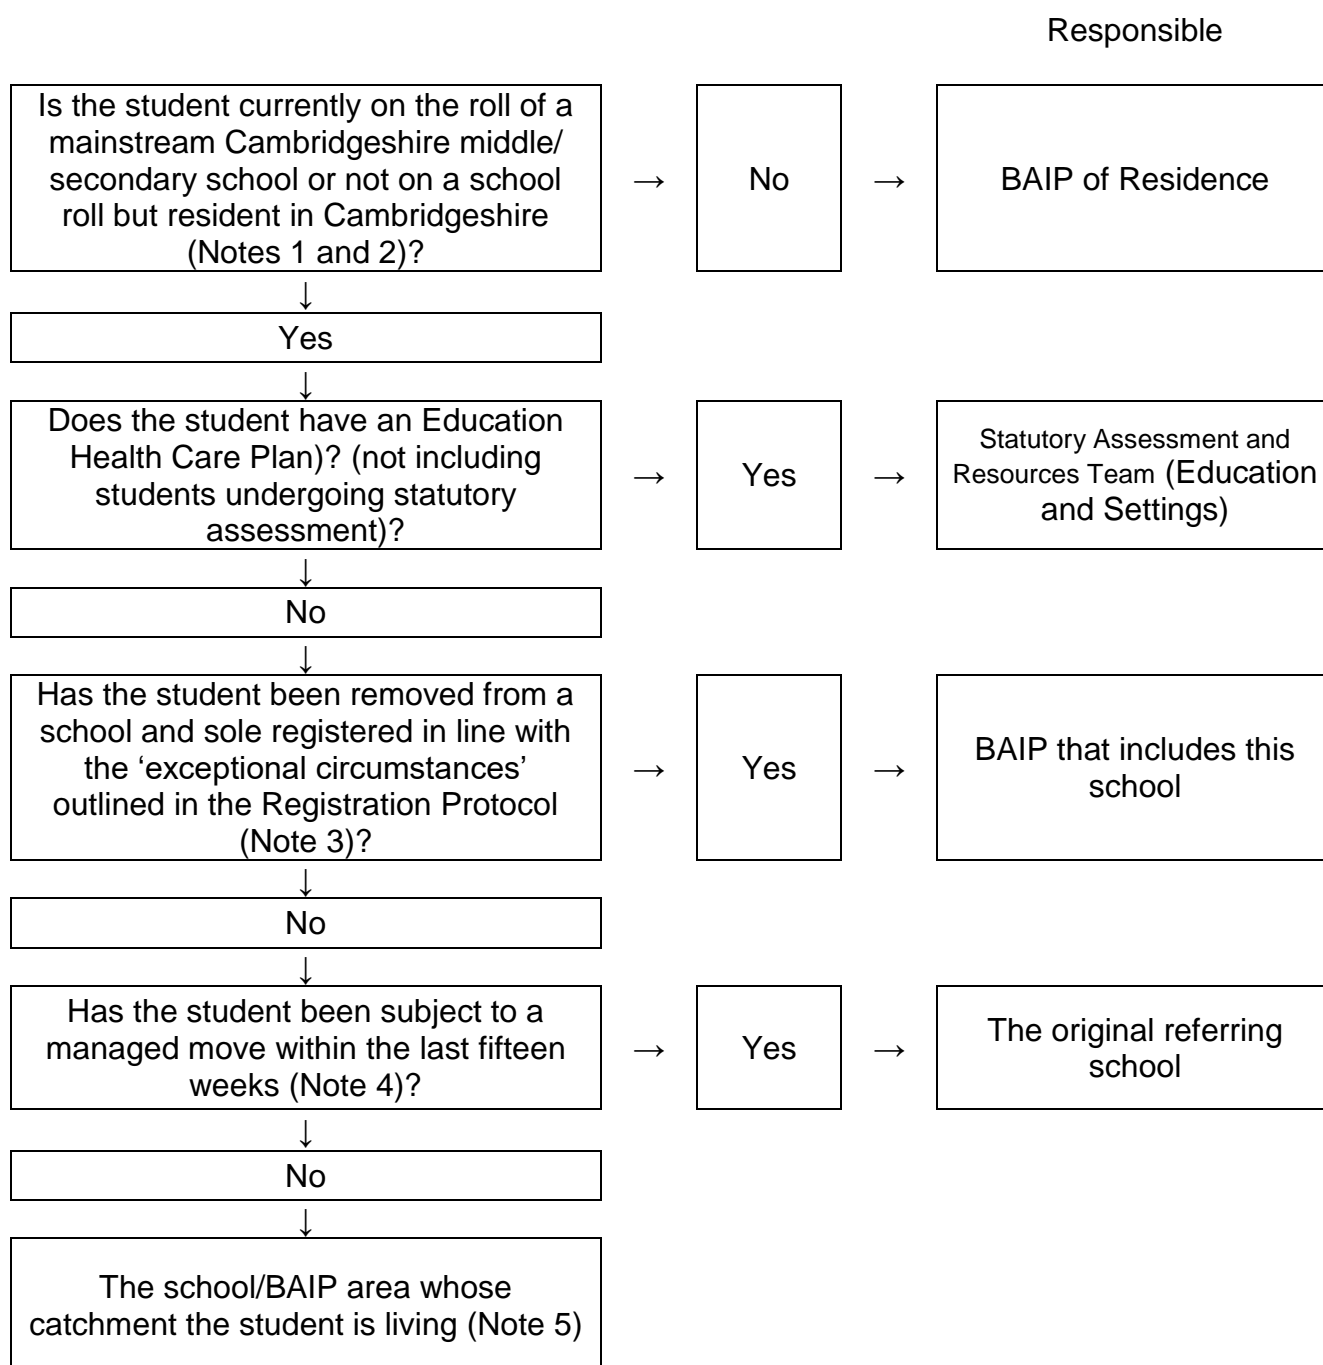 Responsible
Is the student currently on the roll of a
mainstream Cambridgeshire middle/
secondary school or not on a school
roll but resident in Cambridgeshire
(Notes 1 and 2)?
→
No
→
BAIP of Residence
↓
Yes
↓
Does the student have an Education
Health Care Plan)? (not including
students undergoing statutory
assessment)?
→
Yes
→
Statutory Assessment and
Resources Team (Education
and Settings)
↓
No
↓
Has the student been removed from a
school and sole registered in line with
the ‘exceptional circumstances’
outlined in the Registration Protocol
(Note 3)?
→
Yes
→
BAIP that includes this
school
↓
No
↓
Has the student been subject to a
managed move within the last fifteen
weeks (Note 4)?
→
Yes
→
The original referring
school
↓
No
↓
The school/BAIP area whose
catchment the student is living (Note 5)